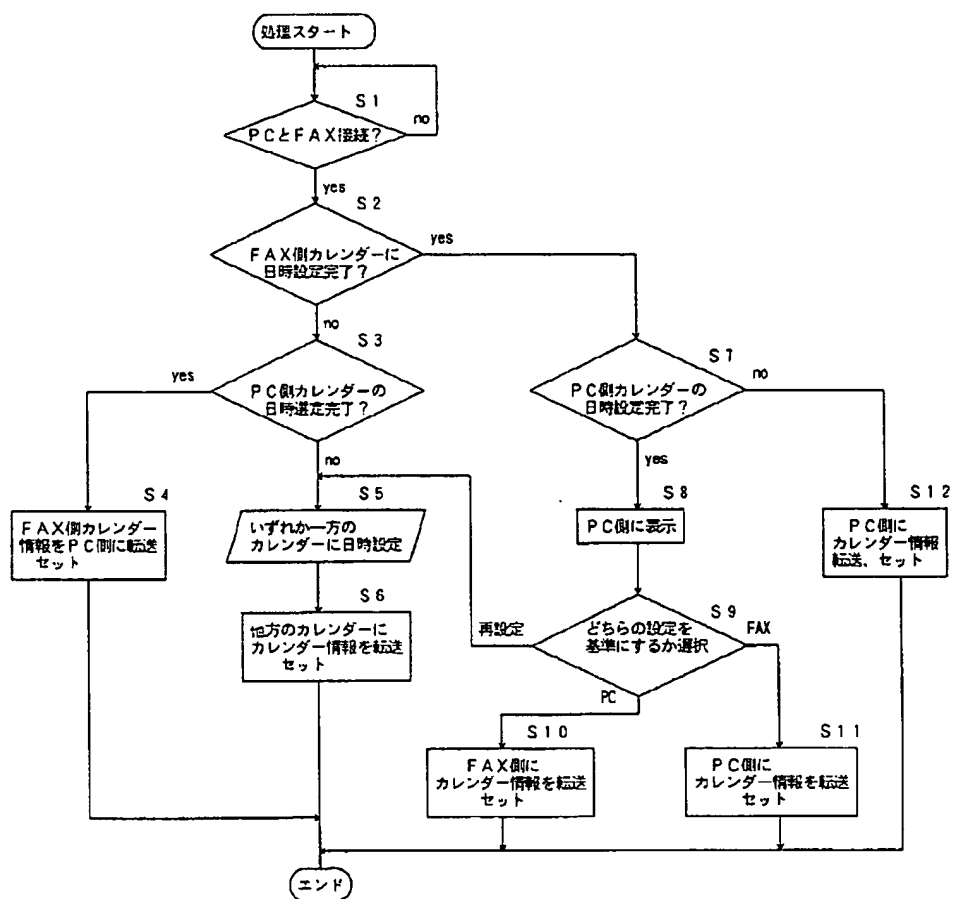 処理スタート
S1
no
PCとFAX接続?
yes
S2
yes
FAX側カレンダーに
日時設定完了?
no
S3
yes
PC側カレンダーの
日時選定完了?
no
S7
no
PC側カレンダーの
日時設定完了?
yes
S4
FAX側カレンダー
情報をPC側に転送
セット
S5
いずれか一方の
カレンダーに日時設定
S8
PC側に表示
S12
PC側に
カレンダー情報
転送、セット
S6
他方のカレンダーに
カレンダー情報を転送
セット
S9
再設定
どちらの設定を
基準にするか選択
FAX
PC
S10
FAX側に
カレンダー情報を転送
セット
S11
PC側に
カレンダー情報を転送
セット
エンド